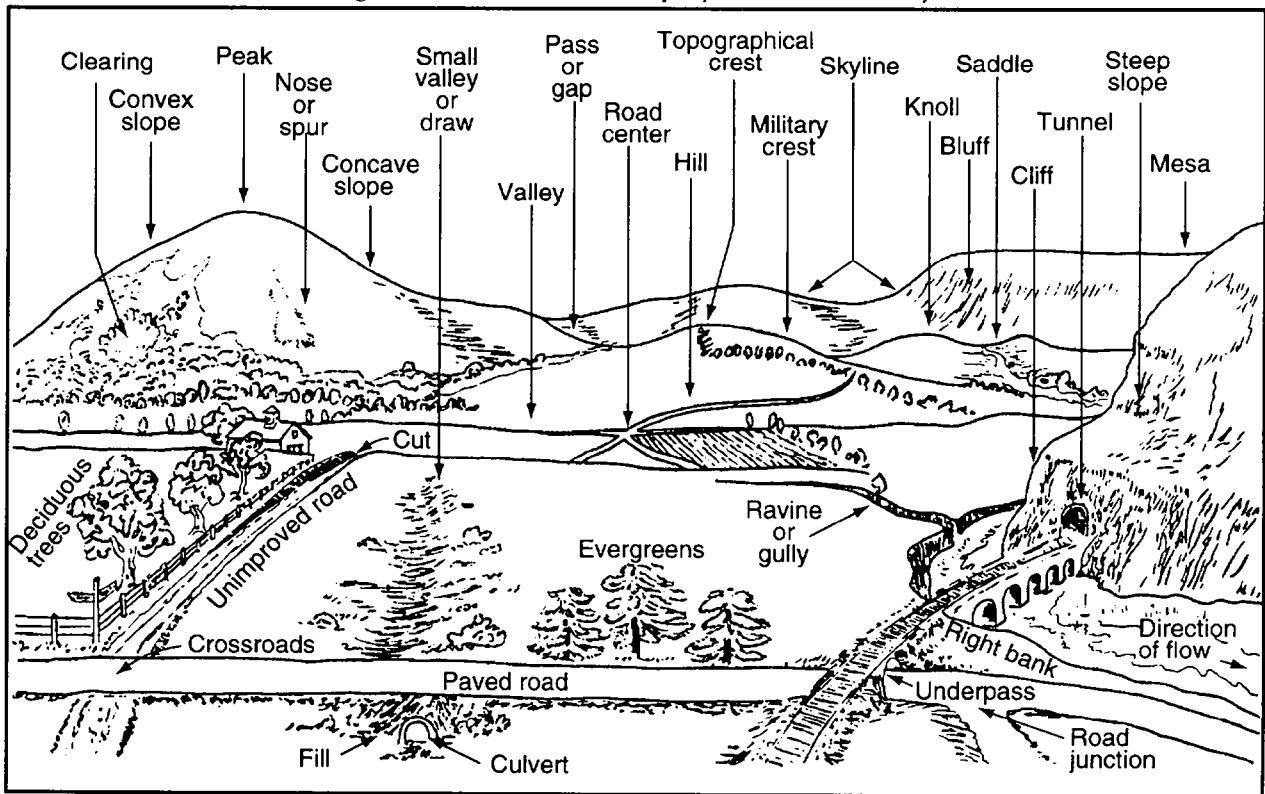 Clearing
Peak
Convex
slope
Nose
or
spur
Small
valley
or
draw
Concave
slope
Pass
or
gap
Valley
Road
center
Topographical
crest
Hill
Military
crest
Skyline
Knoll
Saddle
Bluff
Steep
slope
Tunnel
Cliff
Mesa
Cut
Deciduous
trees
Unimproved road
Ravine
or
gully
Evergreens
Crossroads
Right bank
Direction
of flow
Paved road
Underpass
Fill
Culvert
Road
junction